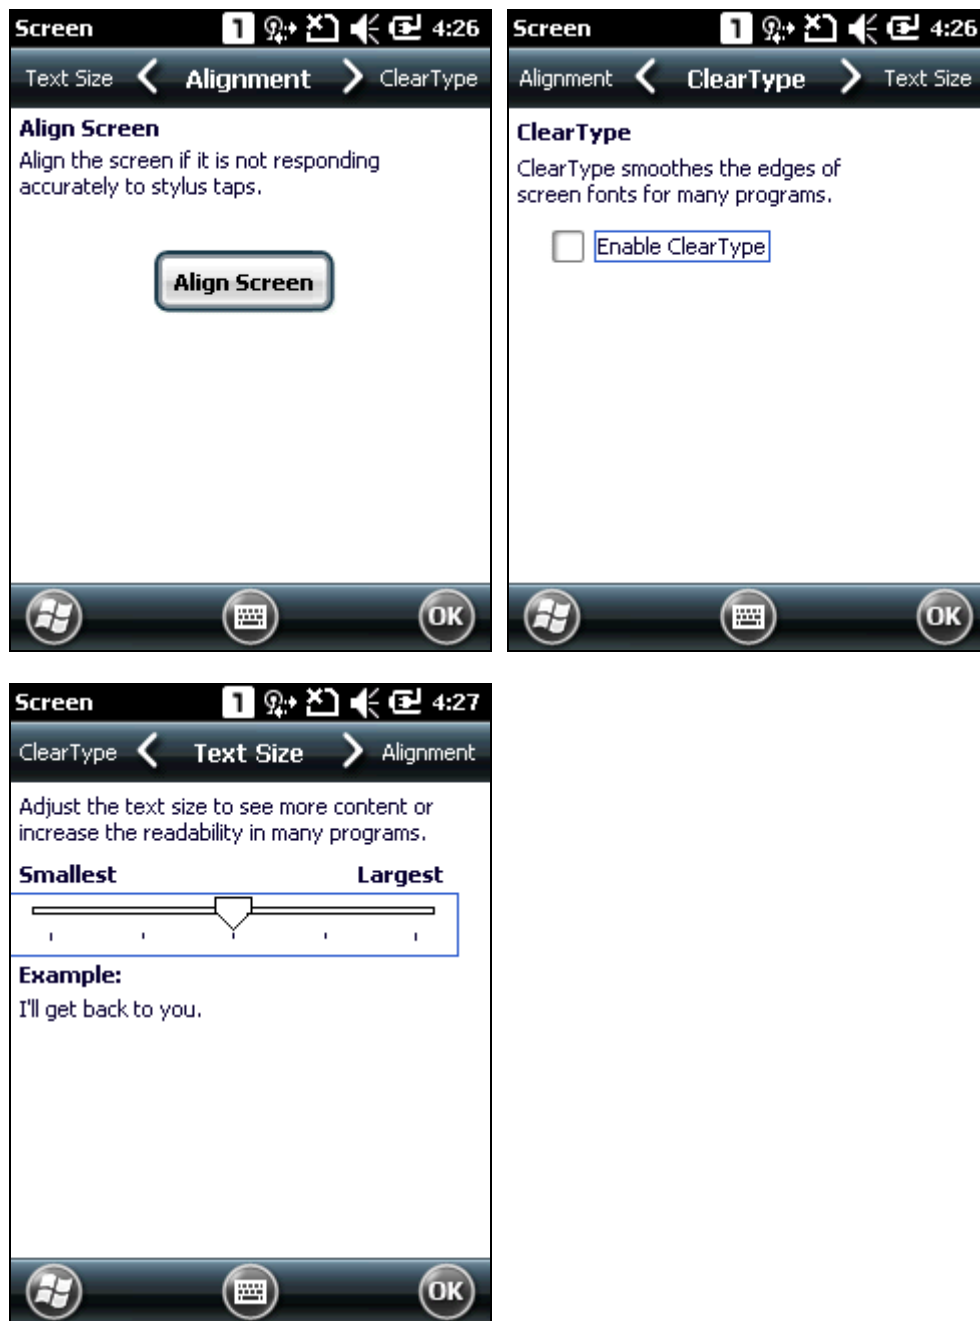 Screen 1 4:26
Text Size Alignment ClearType
Align Screen
Align the screen if it is not responding
accurately to stylus taps.
Align Screen
OK
Screen 1 4:26
Alignment ClearType Text Size
ClearType
ClearType smoothes the edges of
screen fonts for many programs.
Enable ClearType
OK
Screen 1 4:27
ClearType Text Size Alignment
Adjust the text size to see more content or
increase the readability in many programs.
Smallest Largest
Example:
I'll get back to you.
OK